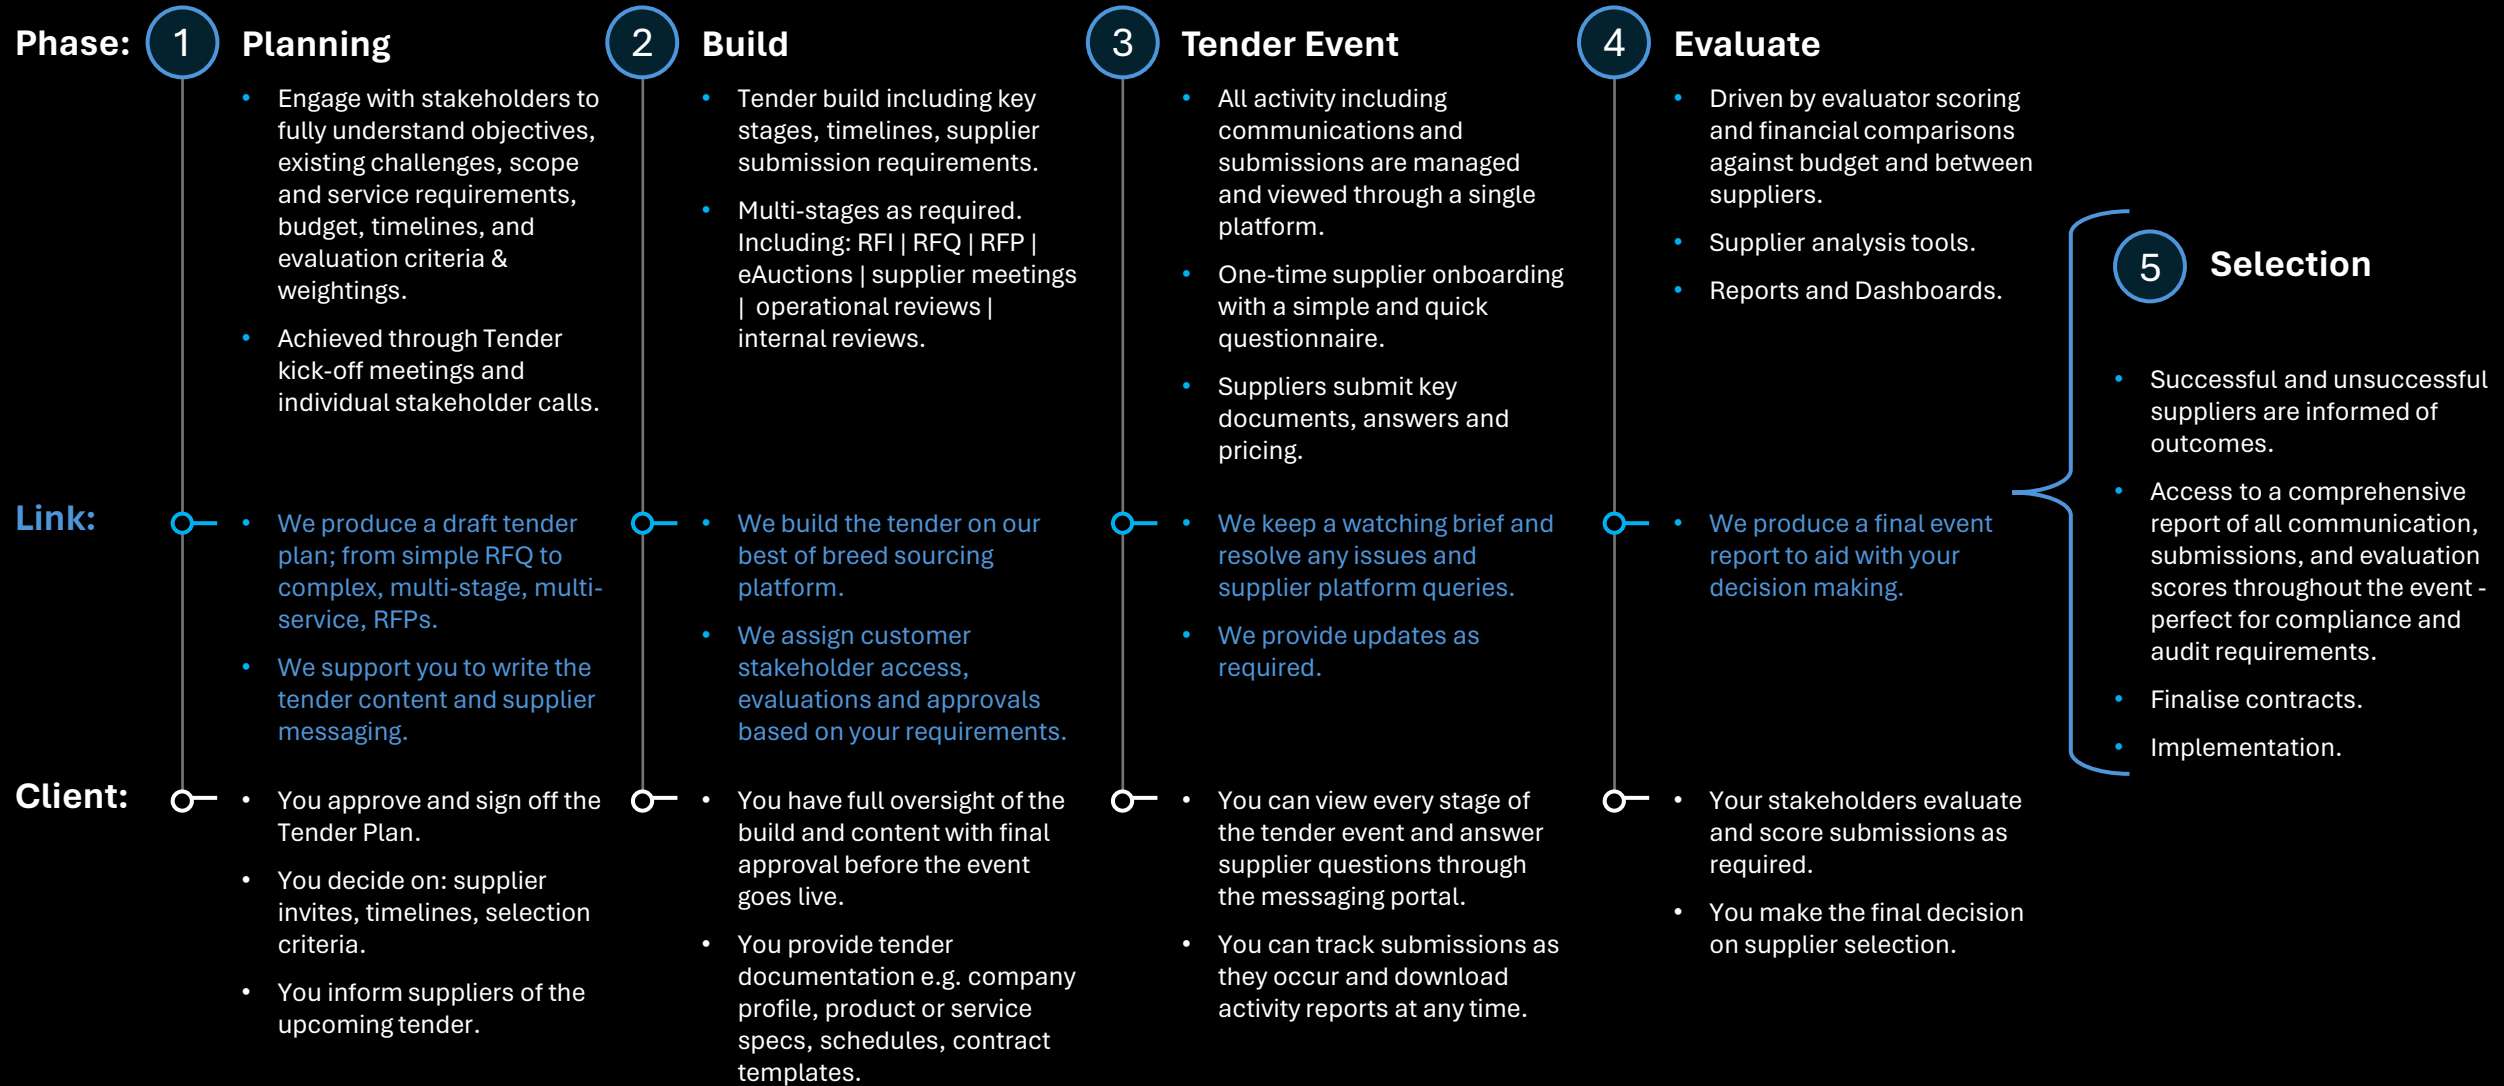 Phase:
1
Planning
• Engage with stakeholders to
fully understand objectives,
existing challenges, scope
and service requirements,
budget, timelines, and
evaluation criteria &
weightings.
• Achieved through Tender
kick-off meetings and
individual stakeholder calls.
2
Build
• Tender build including key
stages, timelines, supplier
submission requirements.
• Multi-stages as required.
Including: RFI | RFQ | RFP |
eAuctions | supplier meetings
| operational reviews |
internal reviews.
3
Tender Event
• All activity including
communications and
submissions are managed
and viewed through a single
platform.
• One-time supplier onboarding
with a simple and quick
questionnaire.
• Suppliers submit key
documents, answers and
pricing.
4
Evaluate
• Driven by evaluator scoring
and financial comparisons
against budget and between
suppliers.
• Supplier analysis tools.
• Reports and Dashboards.
Link:
• We produce a draft tender
plan; from simple RFQ to
complex, multi-stage, multi-
service, RFPs.
• We support you to write the
tender content and supplier
messaging.
• We build the tender on our
best of breed sourcing
platform.
• We assign customer
stakeholder access,
evaluations and approvals
based on your requirements.
• We keep a watching brief and
resolve any issues and
supplier platform queries.
• We provide updates as
required.
• We produce a final event
report to aid with your
decision making.
Client:
• You approve and sign off the
Tender Plan.
• You decide on: supplier
invites, timelines, selection
criteria.
• You inform suppliers of the
upcoming tender.
• You have full oversight of the
build and content with final
approval before the event
goes live.
• You provide tender
documentation e.g. company
profile, product or service
specs, schedules, contract
templates.
• You can view every stage of
the tender event and answer
supplier questions through
the messaging portal.
• You can track submissions as
they occur and download
activity reports at any time.
• Your stakeholders evaluate
and score submissions as
required.
• You make the final decision
on supplier selection.
5
Selection
• Successful and unsuccessful
suppliers are informed of
outcomes.
• Access to a comprehensive
report of all communication,
submissions, and evaluation
scores throughout the event -
perfect for compliance and
audit requirements.
• Finalise contracts.
• Implementation.